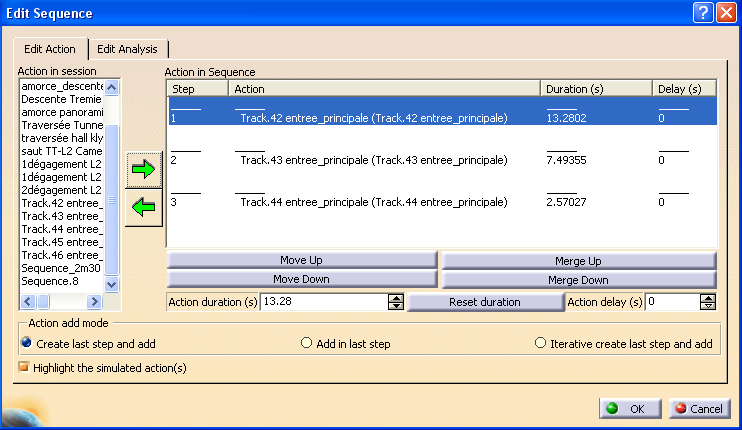 Edit Sequence
Edit Action
Edit Analysis
Action in session
amorce_descente
Descente Tremie
amorce panorami
Traversée Tunne
traversée hall kly
saut TT-L2 Came
1dégagement L2
1dégagement L2
2dégagement L2
Track.42 entree_
Track.43 entree_
Track.44 entree_
Track.45 entree_
Track.46 entree_
Sequence_2m30
Sequence.8
Action in Sequence
Step Action Duration (s) Delay (s)
1 Track.42 entree_principale (Track.42 entree_principale) 13.2802 0
2 Track.43 entree_principale (Track.43 entree_principale) 7.49355 0
3 Track.44 entree_principale (Track.44 entree_principale) 2.57027 0
Move Up Merge Up
Move Down Merge Down
Action duration (s) 13.28 Reset duration Action delay (s) 0
Action add mode
Create last step and add Add in last step Iterative create last step and add
Highlight the simulated action(s)
OK Cancel